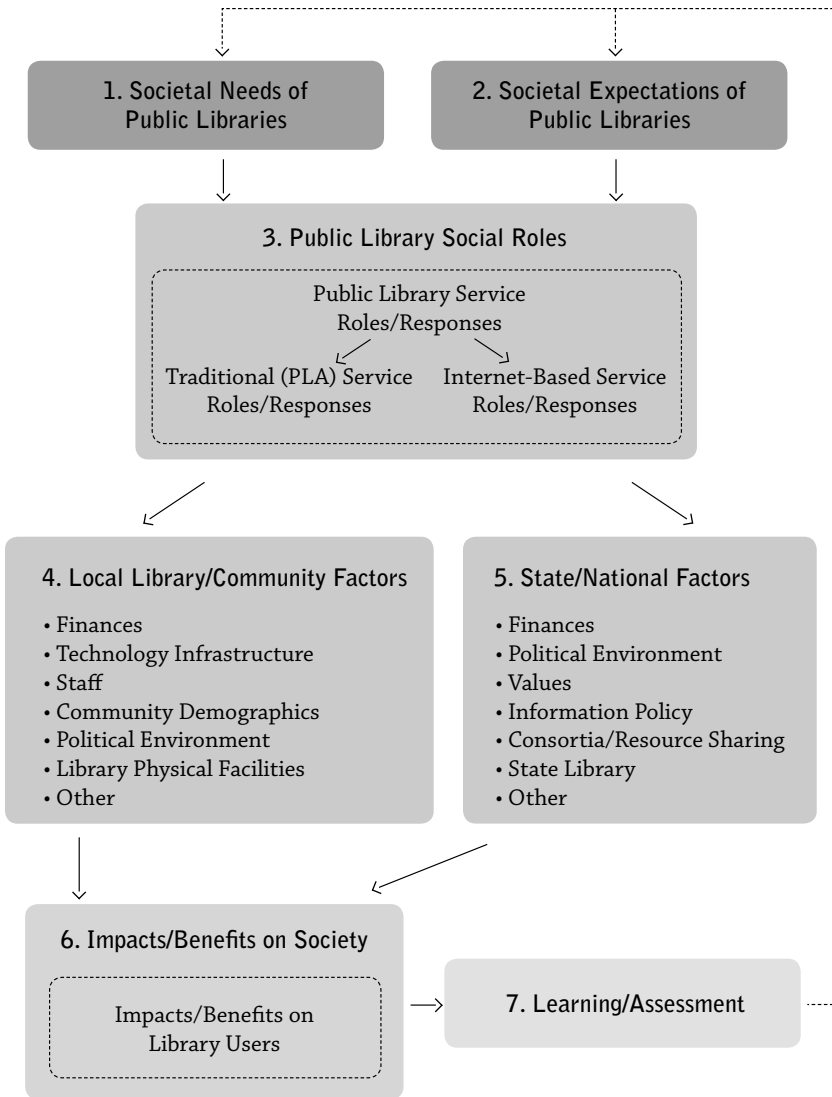 1. Societal Needs of
Public Libraries
2. Societal Expectations of
Public Libraries
3. Public Library Social Roles
Public Library Service
Roles/Responses
Traditional (PLA) Service
Roles/Responses
Internet-Based Service
Roles/Responses
4. Local Library/Community Factors
• Finances
• Technology Infrastructure
• Staff
• Community Demographics
• Political Environment
• Library Physical Facilities
• Other
5. State/National Factors
• Finances
• Political Environment
• Values
• Information Policy
• Consortia/Resource Sharing
• State Library
• Other
6. Impacts/Benefits on Society
Impacts/Benefits on
Library Users
7. Learning/Assessment